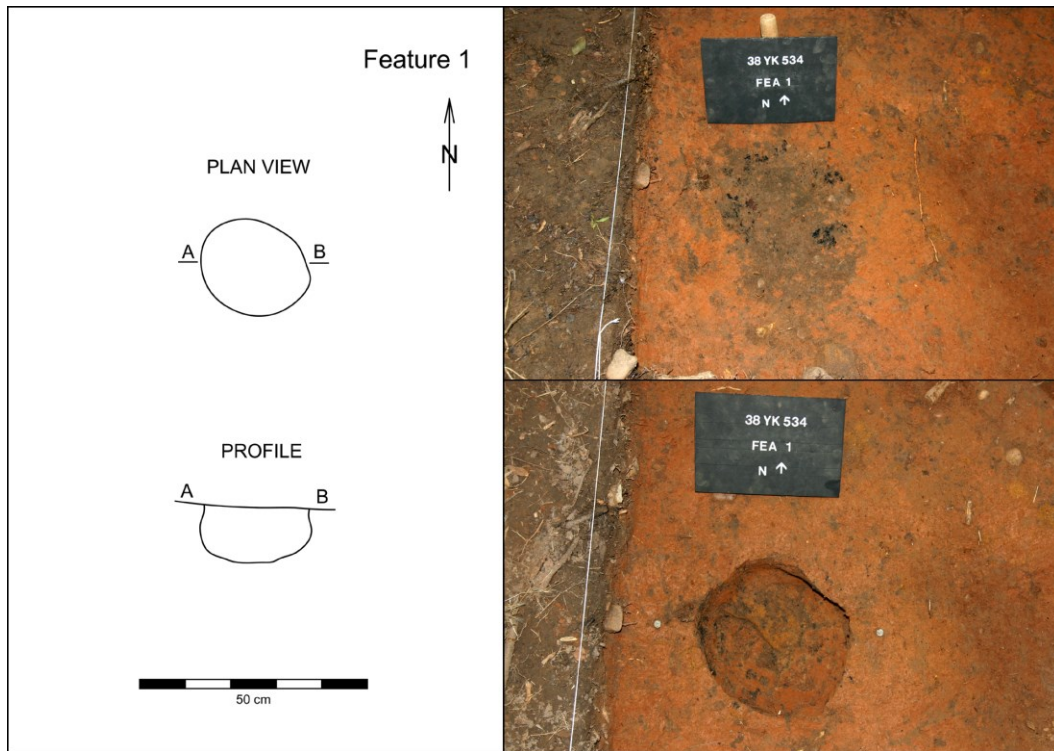 Feature 1
N
PLAN VIEW
A B
PROFILE
A B
50 cm
38 YK 534
FEA 1
N ↑
38 YK 534
FEA 1
N ↑